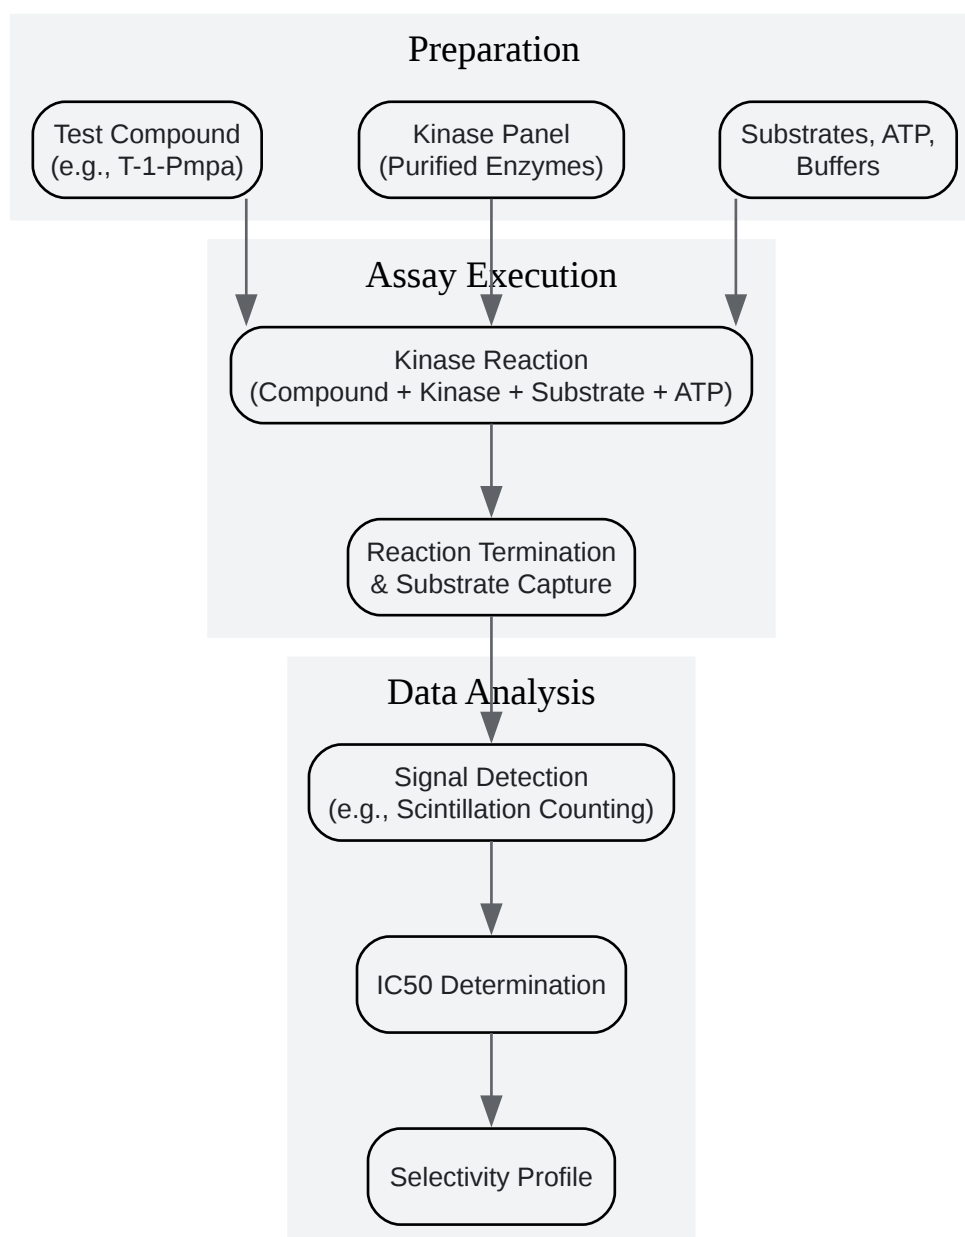 Preparation
Test Compound
(e.g., T-1-Pmpa)
Kinase Panel
(Purified Enzymes)
Substrates, ATP,
Buffers
Assay Execution
Kinase Reaction
(Compound + Kinase + Substrate + ATP)
Reaction Termination
& Substrate Capture
Data Analysis
Signal Detection
(e.g., Scintillation Counting)
IC50 Determination
Selectivity Profile